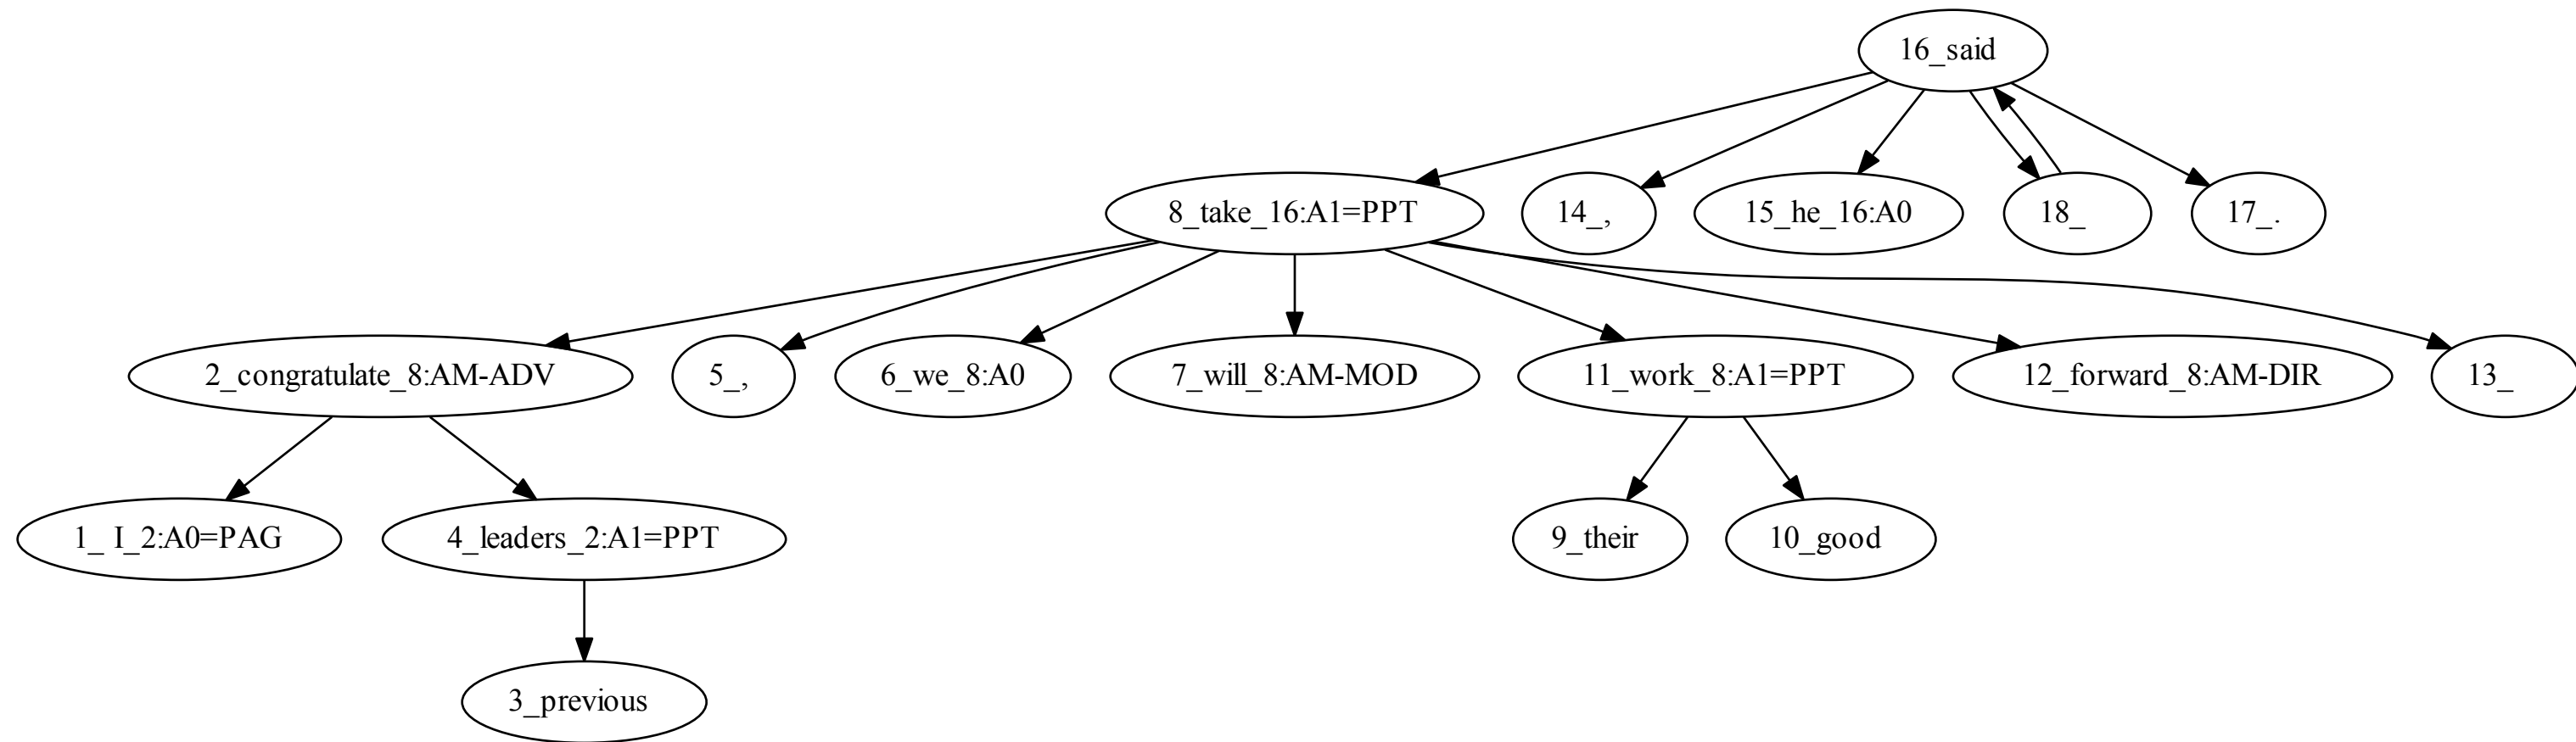 16_said
8_take_16:A1=PPT
14_,
15_he_16:A0
18_
17_.
2_congratulate_8:AM-ADV
5_,
6_we_8:A0
7_will_8:AM-MOD
11_work_8:A1=PPT
12_forward_8:AM-DIR
13_
1_ I_2:A0=PAG
4_leaders_2:A1=PPT
9_their
10_good
3_previous